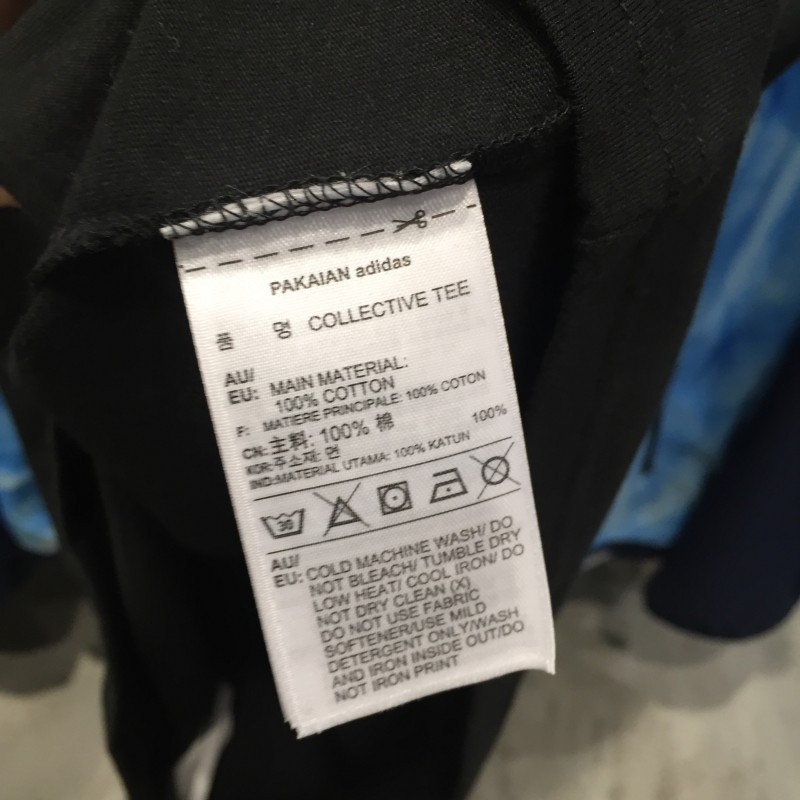 PAKAIAN adidas
품 명 COLLECTIVE TEE
AU/
EU: MAIN MATERIAL:
100% COTTON
F: MATIERE PRINCIPALE: 100% COTON
CN: 主料: 100% 棉
KOR: 주소재: 면 100%
IND: MATERIAL UTAMA: 100% KATUN
30
AU/
EU: COLD MACHINE WASH/ DO
NOT BLEACH/ TUMBLE DRY
LOW HEAT/ COOL IRON/ DO
NOT DRY CLEAN (X)
DO NOT USE FABRIC
SOFTENER/USE MILD
DETERGENT ONLY/WASH
AND IRON INSIDE OUT/DO
NOT IRON PRINT